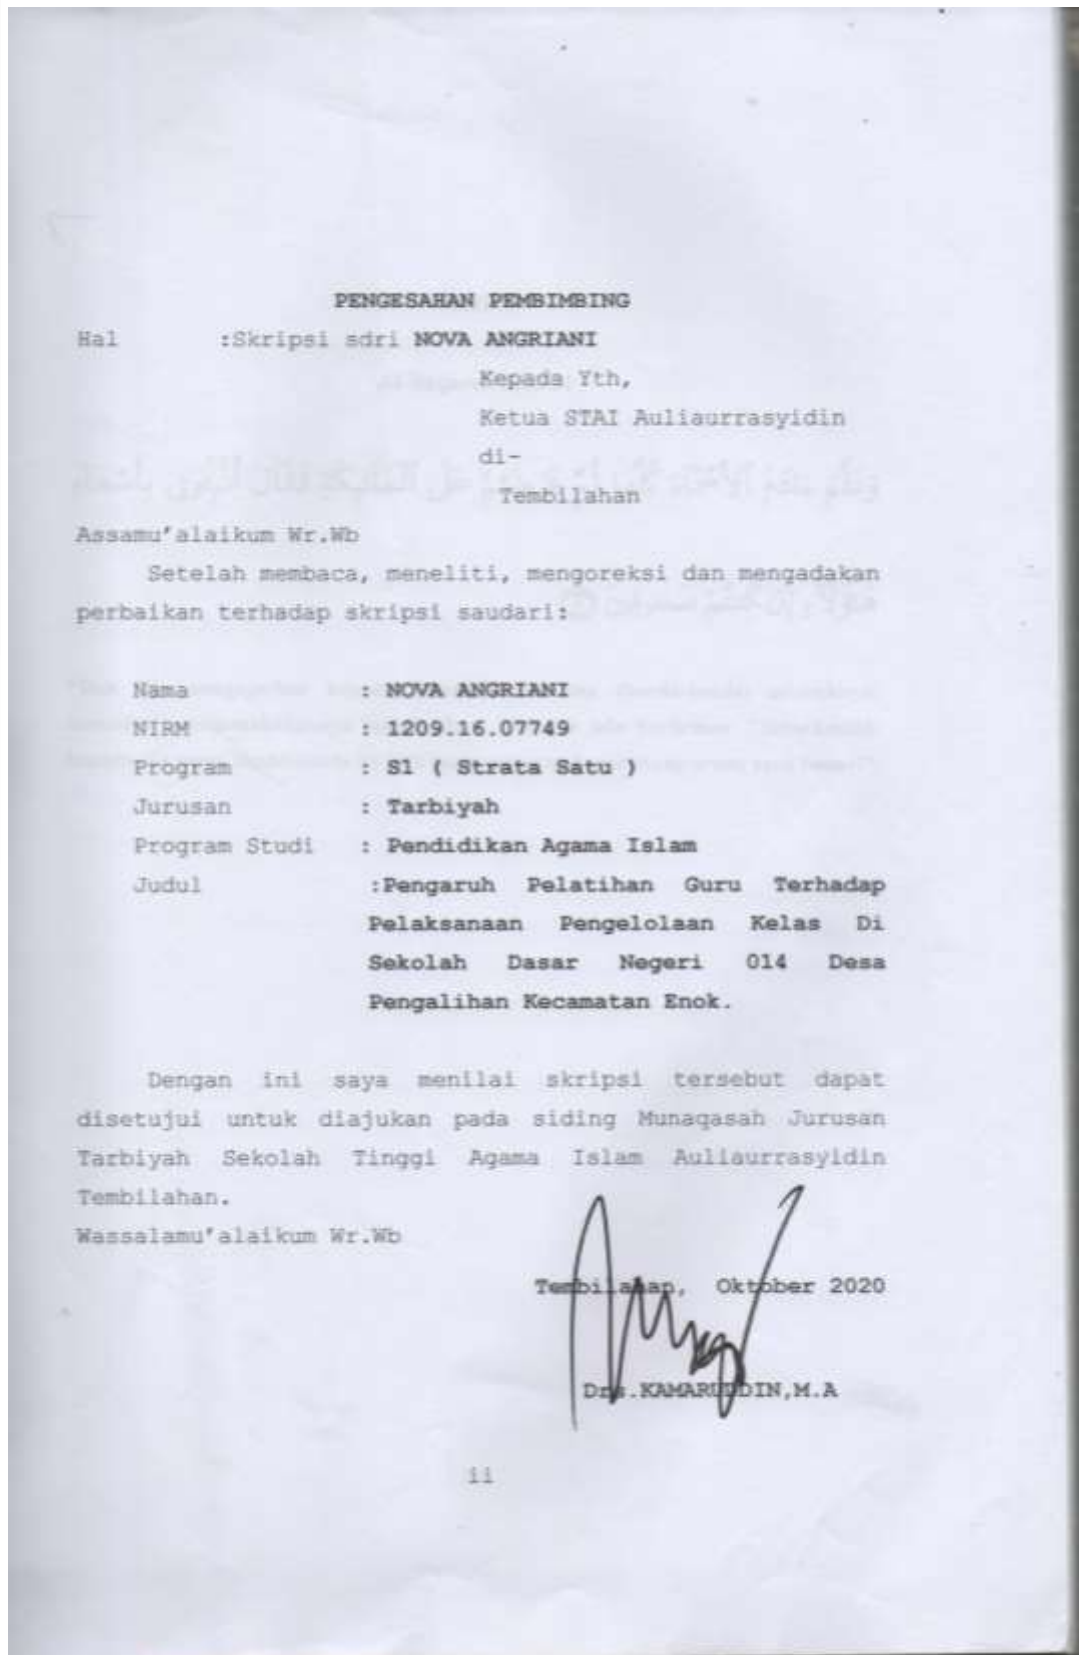 PENGESAHAN PEMBIMBING
Hal :Skripsi sdri NOVA ANGRIANI
Kepada Yth,
Ketua STAI Auliaurrasyidin
di-
Tembilahan
Assamu'alaikum Wr.Wb
Setelah membaca, meneliti, mengoreksi dan mengadakan
perbaikan terhadap skripsi saudari:
Nama : NOVA ANGRIANI
NIRM : 1209.16.07749
Program : S1 ( Strata Satu )
Jurusan : Tarbiyah
Program Studi : Pendidikan Agama Islam
Judul :Pengaruh Pelatihan Guru Terhadap
Pelaksanaan Pengelolaan Kelas Di
Sekolah Dasar Negeri 014 Desa
Pengalihan Kecamatan Enok.
Dengan ini saya menilai skripsi tersebut dapat
disetujui untuk diajukan pada siding Munaqasah Jurusan
Tarbiyah Sekolah Tinggi Agama Islam Auliaurrasyidin
Tembilahan.
Wassalamu'alaikum Wr.Wb
Tembilahan, Oktober 2020
Drs.KAMARUDDIN,M.A
ii